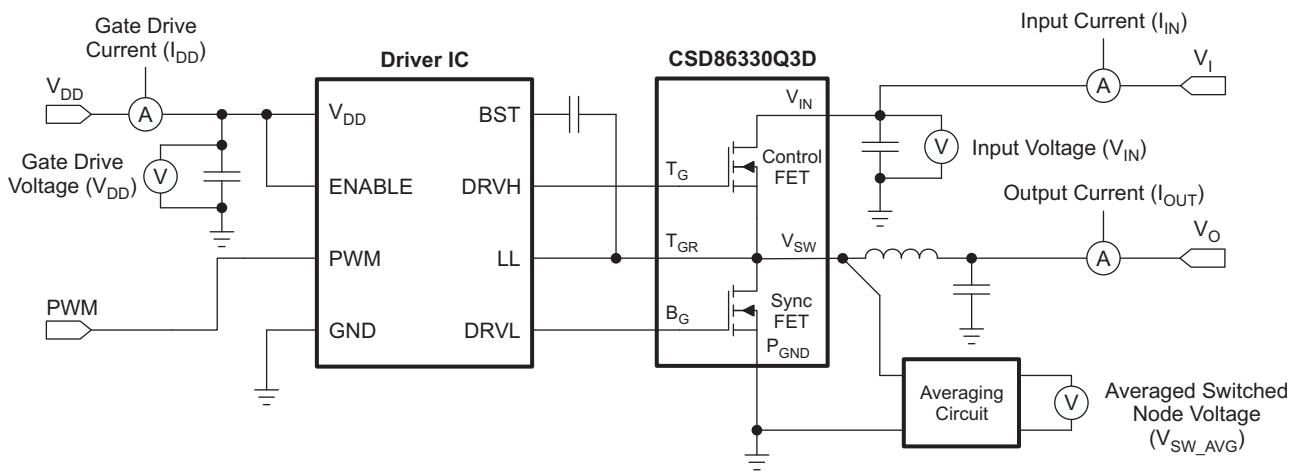 Gate Drive
Current (I_DD)
V_DD
A
Gate Drive
Voltage (V_DD)
V
PWM
Driver IC
V_DD
ENABLE
PWM
GND
BST
DRVH
LL
DRVL
CSD86330Q3D
V_IN
T_G
Control
FET
T_GR
V_SW
B_G
Sync
FET
P_GND
Input Current (I_IN)
A
V_I
V
Input Voltage (V_IN)
Output Current (I_OUT)
A
V_O
Averaging
Circuit
V
Averaged Switched
Node Voltage
(V_SW_AVG)